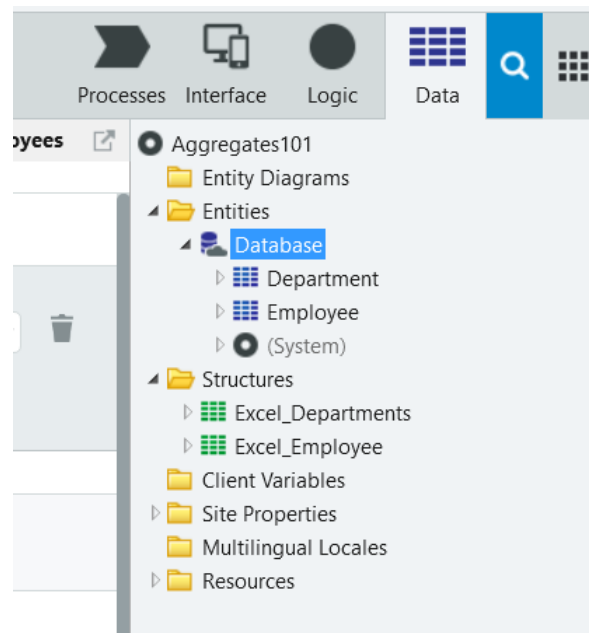 Processes Interface Logic Data
oyees
Aggregates101
Entity Diagrams
Entities
Database
Department
Employee
(System)
Structures
Excel_Departments
Excel_Employee
Client Variables
Site Properties
Multilingual Locales
Resources